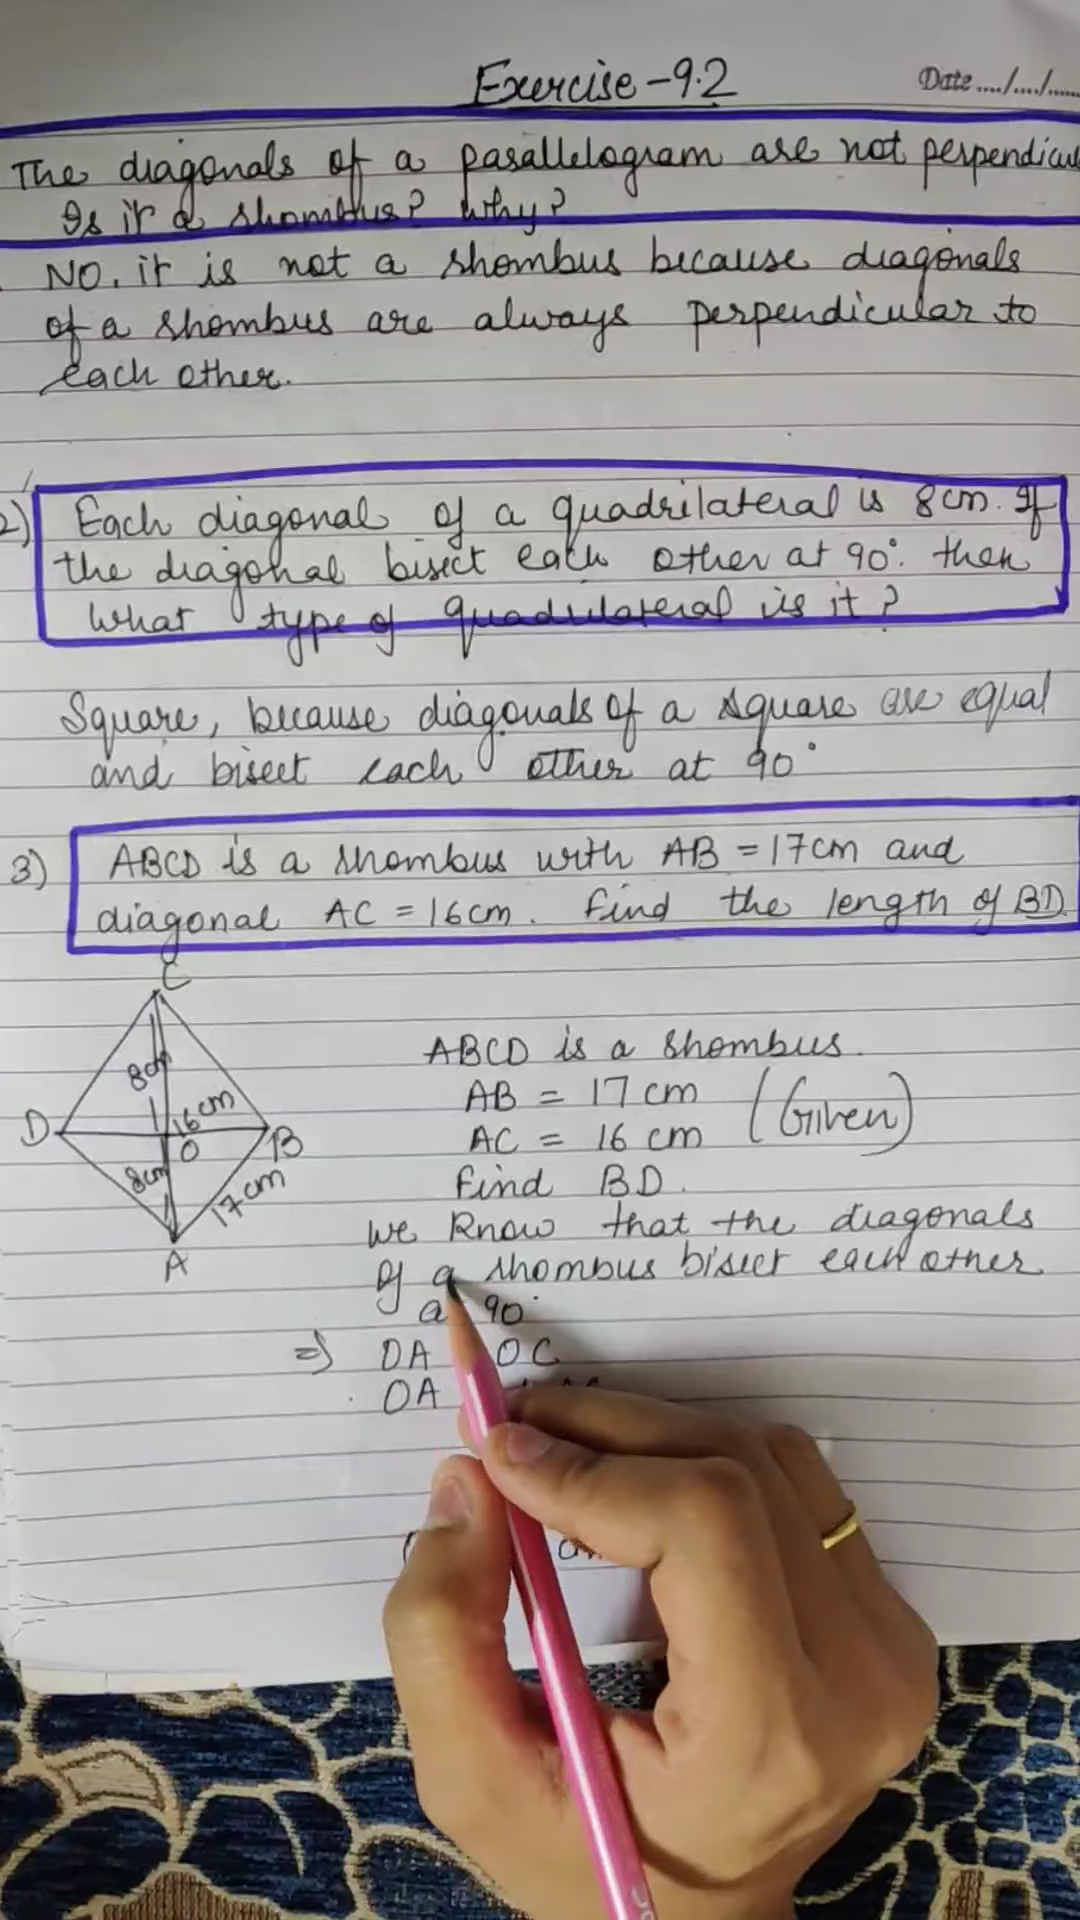 Exercise-9.2
Date ..../..../......
The diagonals of a parallelogram are not
Is it a rhombus? Why?
NO. it is not a rhombus because diagonals
of a rhombus are always perpendicular to
each other.
2) Each diagonal of a quadrilateral is 8cm. If
the diagonal bisect each other at 90°. then
what type of quadrilateral is it?
Square, because diagonals of a square are equal
and bisect each other at 90°
3) ABCD is a rhombus with AB = 17cm and
diagonal AC = 16cm. Find the length of BD.
C
8cm
16cm
D
O
B
8cm
17cm
A
ABCD is a rhombus.
AB = 17 cm
AC = 16 cm (Given)
Find BD.
We know that the diagonals
of a rhombus bisect each other
90°
=) OA OC
OA